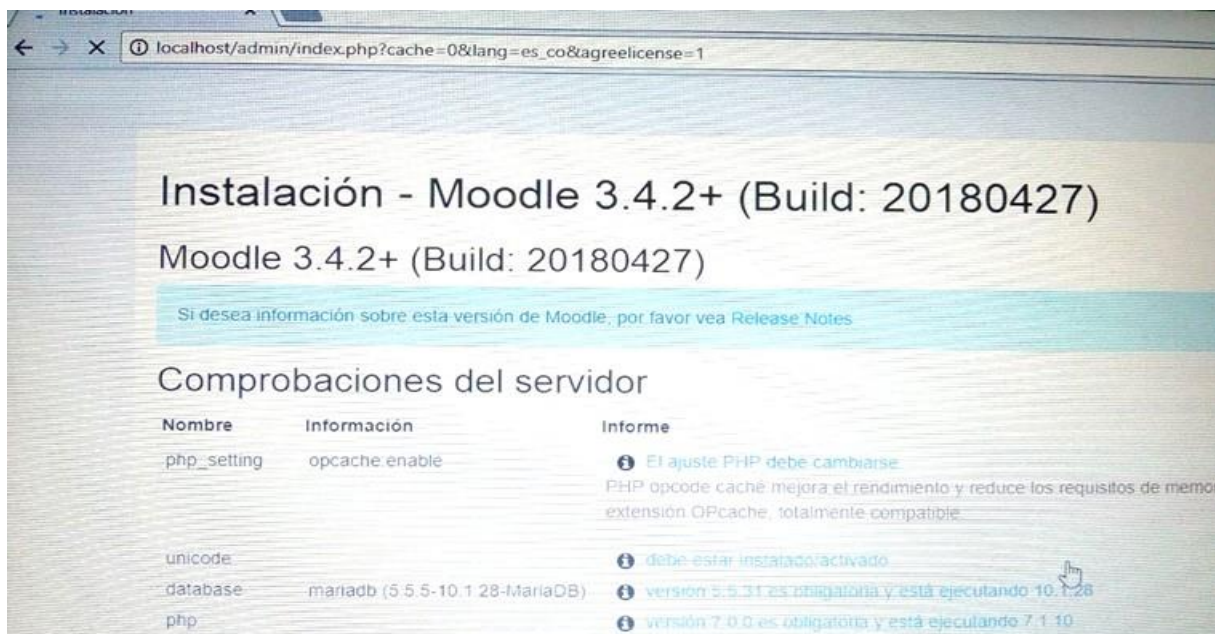 Instalación
localhost/admin/index.php?cache=0&lang=es_co&agreelicense=1
Instalación - Moodle 3.4.2+ (Build: 20180427)
Moodle 3.4.2+ (Build: 20180427)
Si desea información sobre esta versión de Moodle, por favor vea Release Notes
Comprobaciones del servidor
Nombre Información Informe
php_setting opcache.enable El ajuste PHP debe cambiarse.
PHP opcode caché mejora el rendimiento y reduce los requisitos de memo
extensión OPcache, totalmente compatible.
unicode debe estar instalado/activado
database mariadb (5.5.5-10.1.28-MariaDB) versión 5.5.31 es obligatoria y está ejecutando 10.1.28
php versión 7.0.0 es obligatoria y está ejecutando 7.1.10